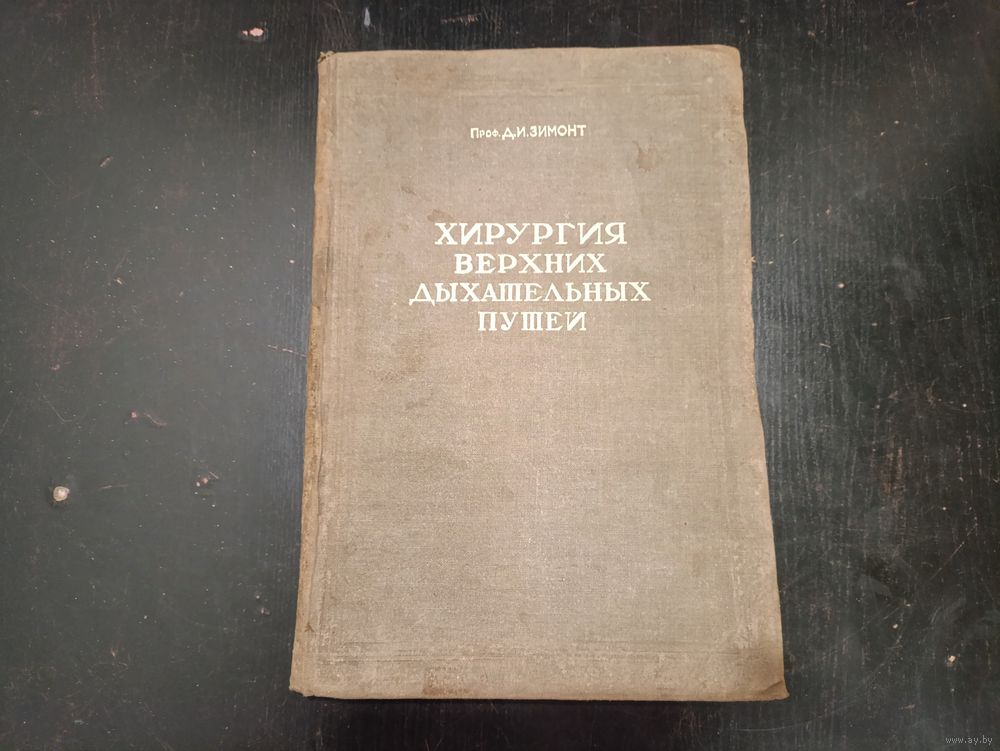 Проф. Д.И.ЗИМОНТ
ХИРУРГИЯ
ВЕРХНИХ
ДЫХАТЕЛЬНЫХ
ПУТЕЙ
www.ay.by